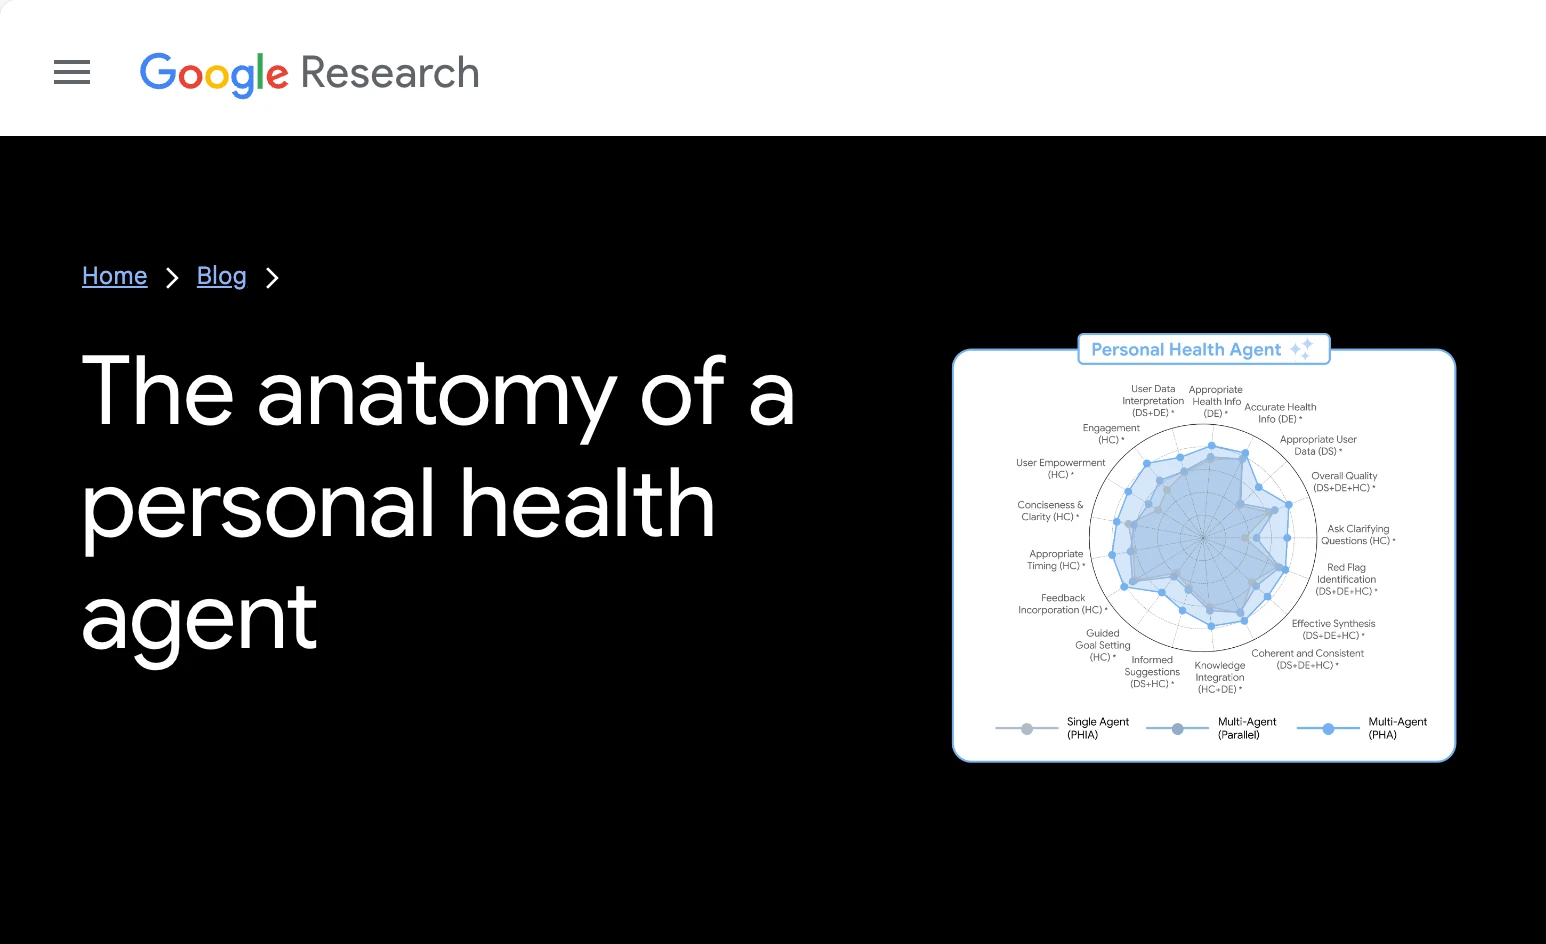 Google Research
Home
Blog
The anatomy of a
personal health
agent
Personal Health Agent
User Data
Interpretation
(DS+DE) *
Appropriate
Health Info
(DE) *
Accurate Health
Info (DE) *
Appropriate User
Data (DS) *
Overall Quality
(DS+DE+HC) *
Ask Clarifying
Questions (HC) *
Red Flag
Identification
(DS+DE+HC) *
Effective Synthesis
(DS+DE+HC) *
Coherent and Consistent
(DS+DE+HC) *
Knowledge
Integration
(HC+DE) *
Informed
Suggestions
(DS+HC) *
Guided
Goal Setting
(HC) *
Feedback
Incorporation (HC) *
Appropriate
Timing (HC) *
Conciseness &
Clarity (HC) *
User Empowerment
(HC) *
Engagement
(HC) *
Single Agent
(PHIA)
Multi-Agent
(Parallel)
Multi-Agent
(PHA)